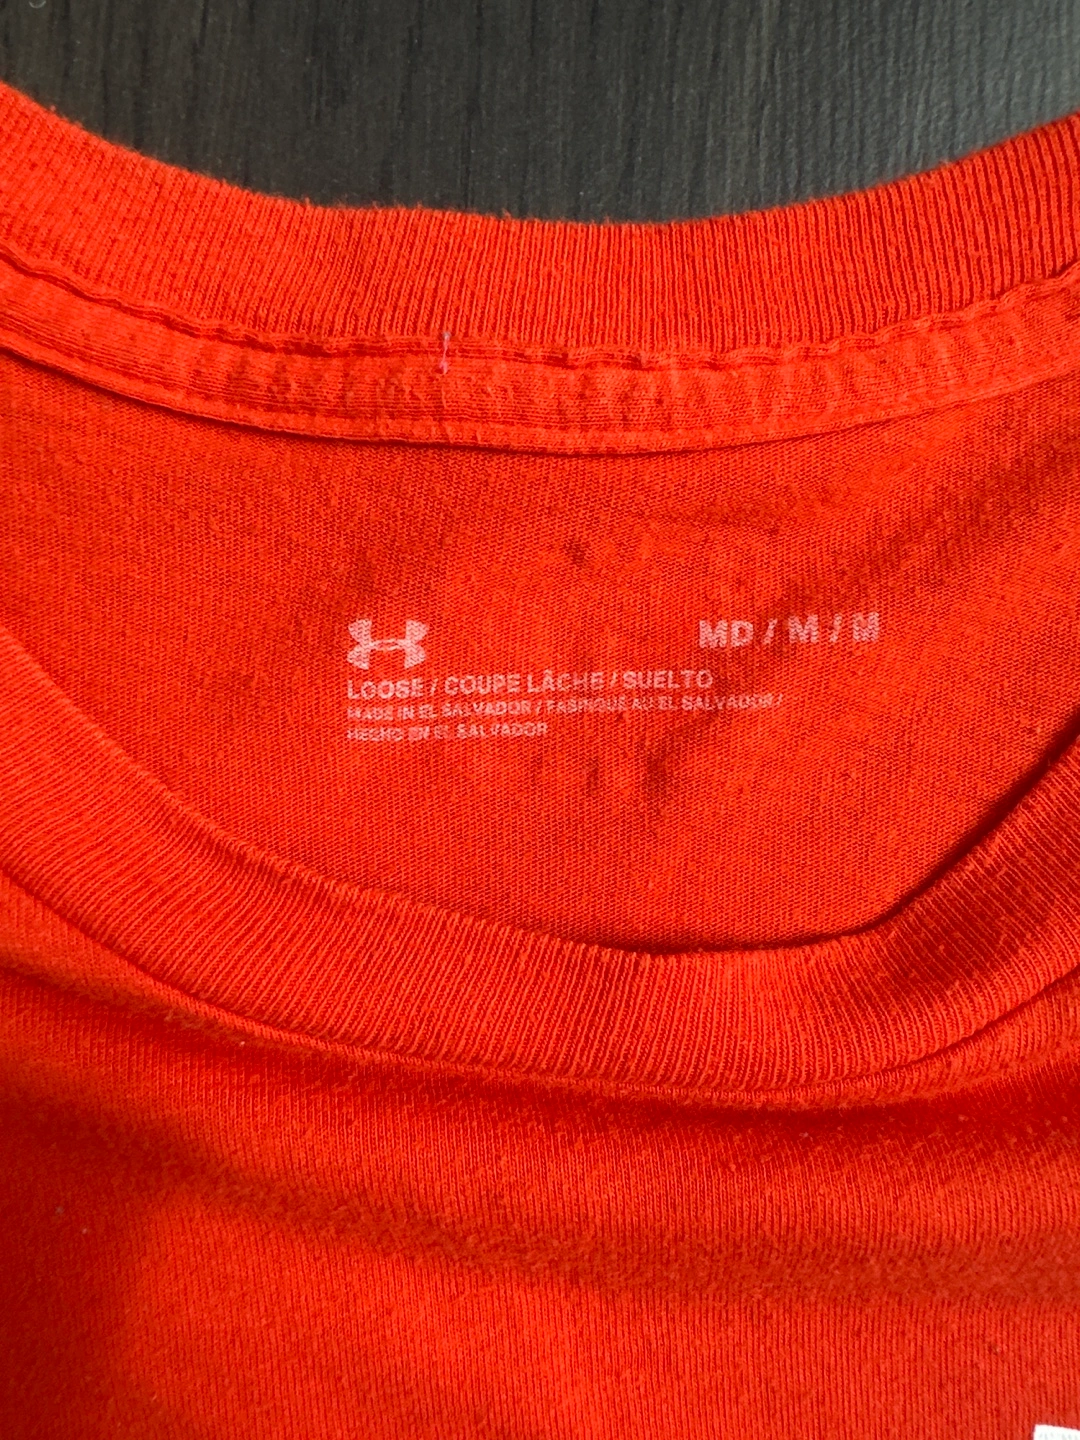 MD / M / M
LOOSE / COUPE LÂCHE / SUELTO
MADE IN EL SALVADOR / FABRIQUÉ AU EL SALVADOR /
HECHO EN EL SALVADOR